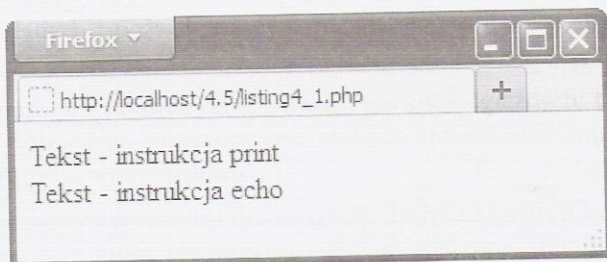 Firefox
http://localhost/4.5/listing4_1.php
+
Tekst - instrukcja print
Tekst - instrukcja echo